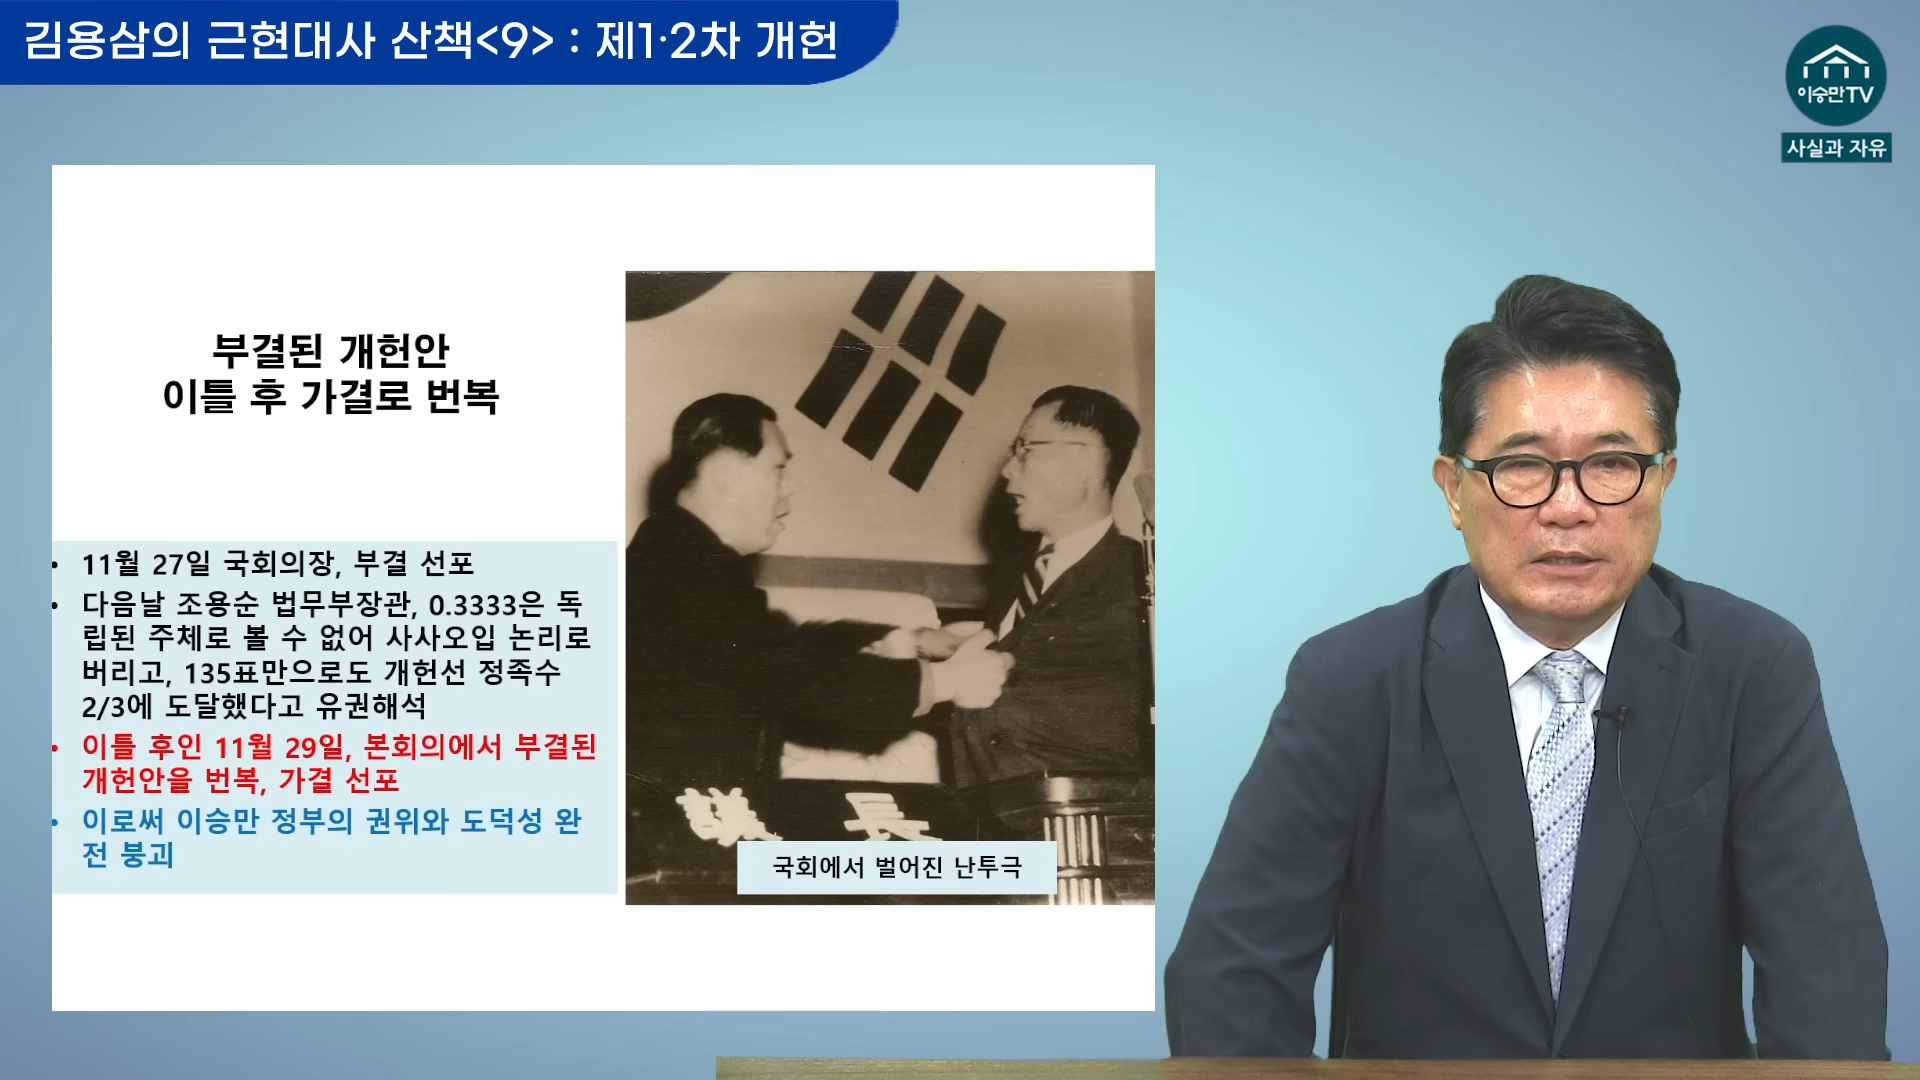 김용삼의 근현대사 산책<9> : 제1·2차 개헌
이승만TV
사실과 자유
부결된 개헌안
이틀 후 가결로 번복
• 11월 27일 국회의장, 부결 선포
• 다음날 조용순 법무부장관, 0.3333은 독
립된 주체로 볼 수 없어 사사오입 논리로
버리고, 135표만으로도 개헌선 정족수
2/3에 도달했다고 유권해석
• 이틀 후인 11월 29일, 본회의에서 부결된
개헌안을 번복, 가결 선포
• 이로써 이승만 정부의 권위와 도덕성 완
전 붕괴
長
국회에서 벌어진 난투극